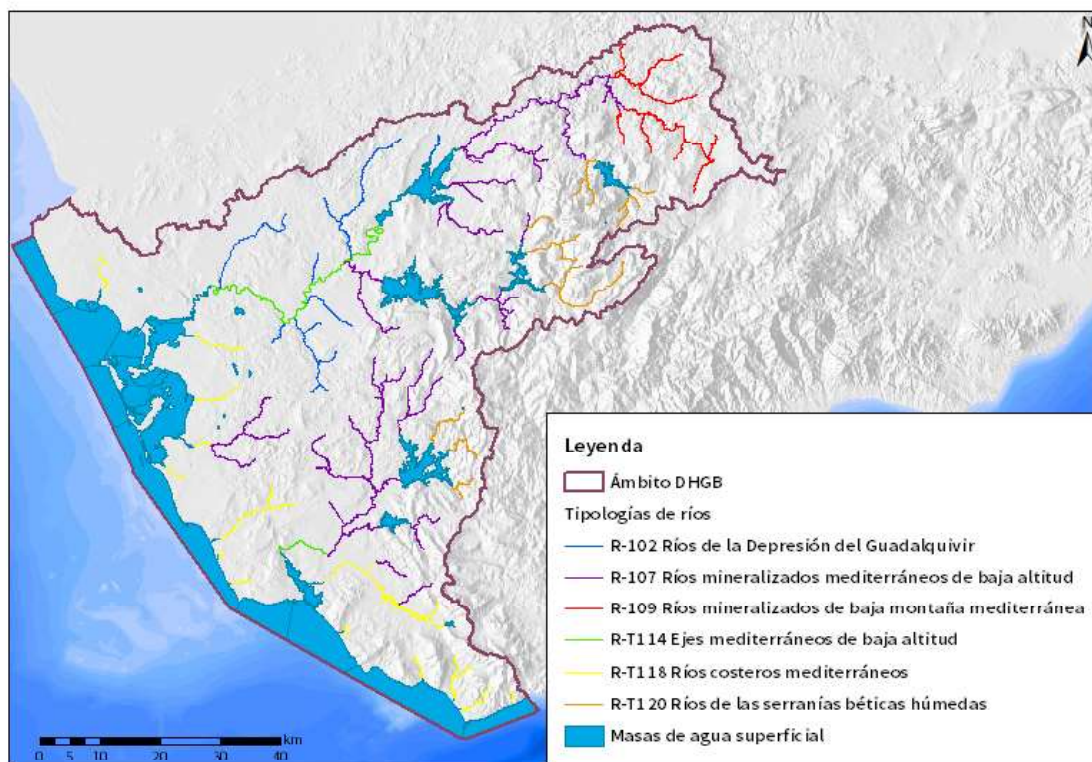 N
Leyenda
Ámbito DHGB
Tipologías de ríos
R-102 Ríos de la Depresión del Guadalquivir
R-107 Ríos mineralizados mediterráneos de baja altitud
R-109 Ríos mineralizados de baja montaña mediterránea
R-T114 Ejes mediterráneos de baja altitud
R-T118 Ríos costeros mediterráneos
R-T120 Ríos de las serranías béticas húmedas
Masas de agua superficial
km
0 5 10 20 30 40